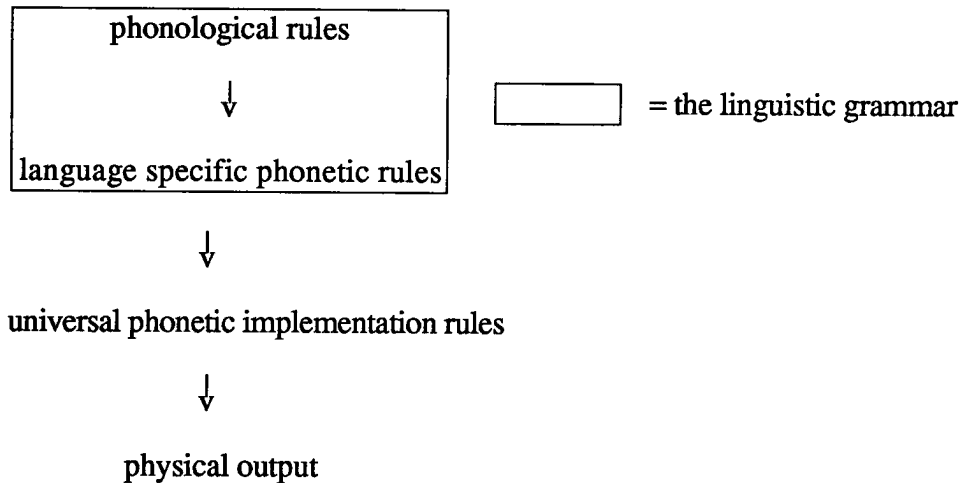 phonological rules
= the linguistic grammar
language specific phonetic rules
universal phonetic implementation rules
physical output